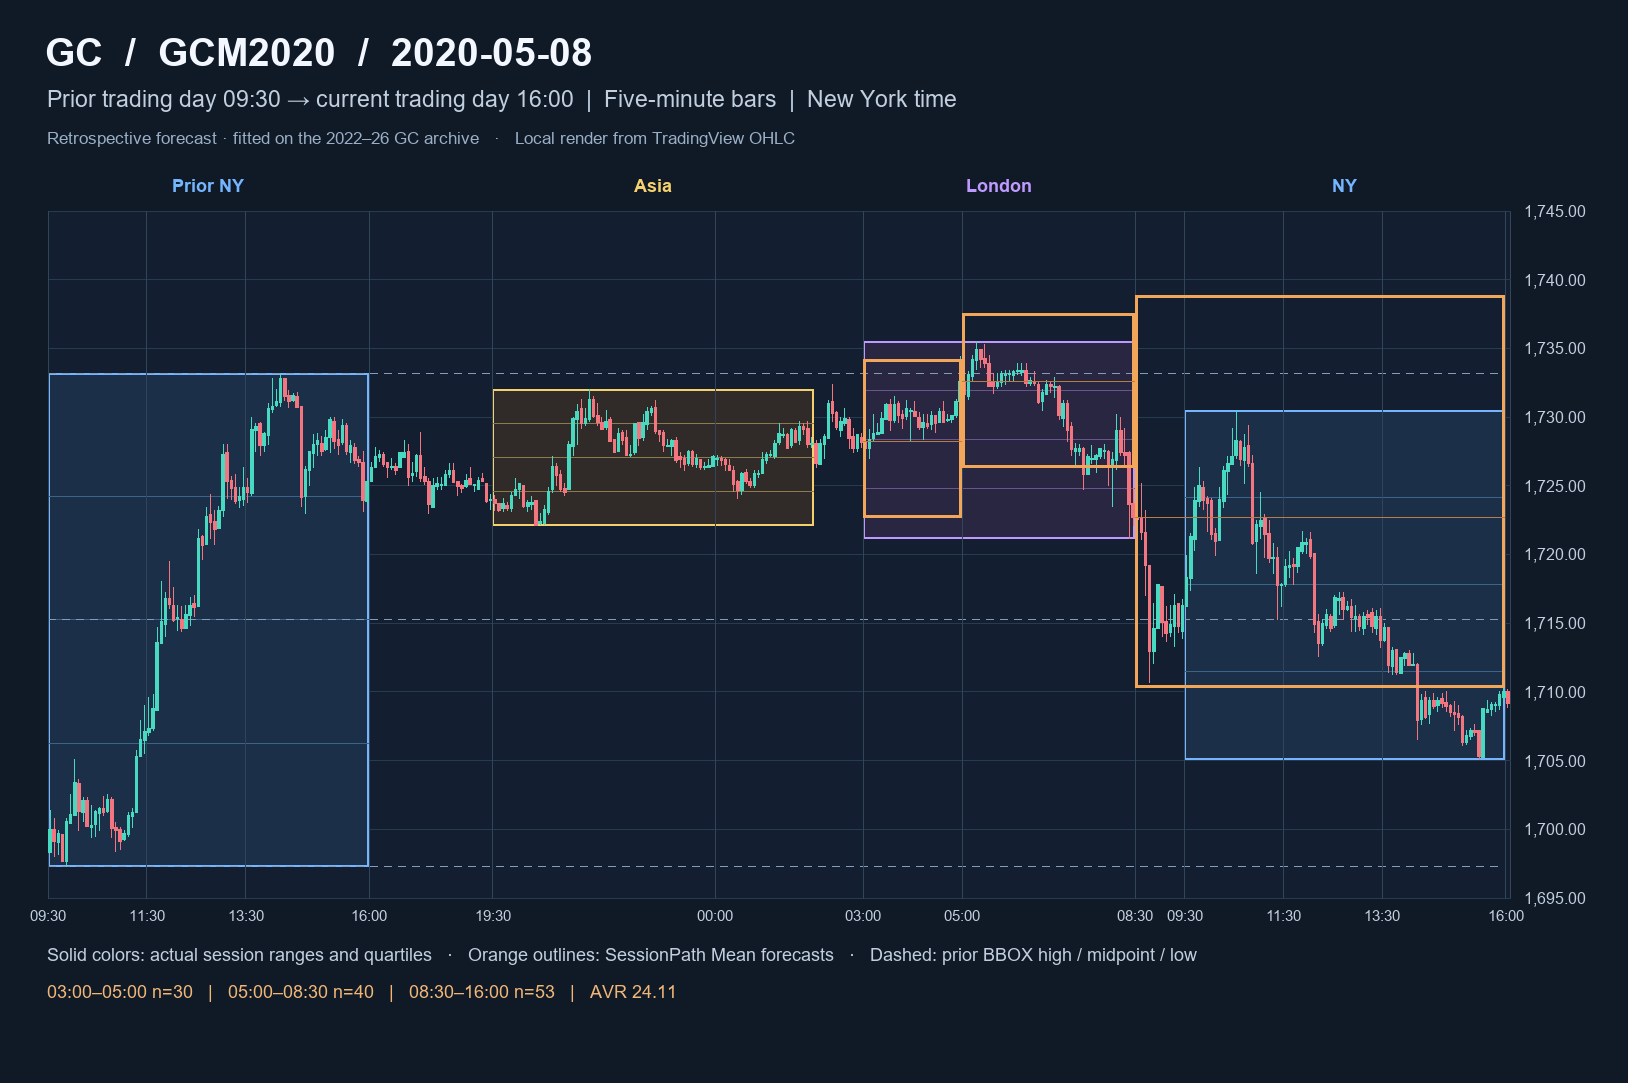 GC / GCM2020 / 2020-05-08
Prior trading day 09:30 → current trading day 16:00 | Five-minute bars | New York time
Retrospective forecast · fitted on the 2022–26 GC archive · Local render from TradingView OHLC
Prior NY Asia London NY
1,745.00
1,740.00
1,735.00
1,730.00
1,725.00
1,720.00
1,715.00
1,710.00
1,705.00
1,700.00
1,695.00
09:30 11:30 13:30 16:00 19:30 00:00 03:00 05:00 08:30 09:30 11:30 13:30 16:00
Solid colors: actual session ranges and quartiles · Orange outlines: SessionPath Mean forecasts · Dashed: prior BBOX high / midpoint / low
03:00–05:00 n=30 | 05:00–08:30 n=40 | 08:30–16:00 n=53 | AVR 24.11